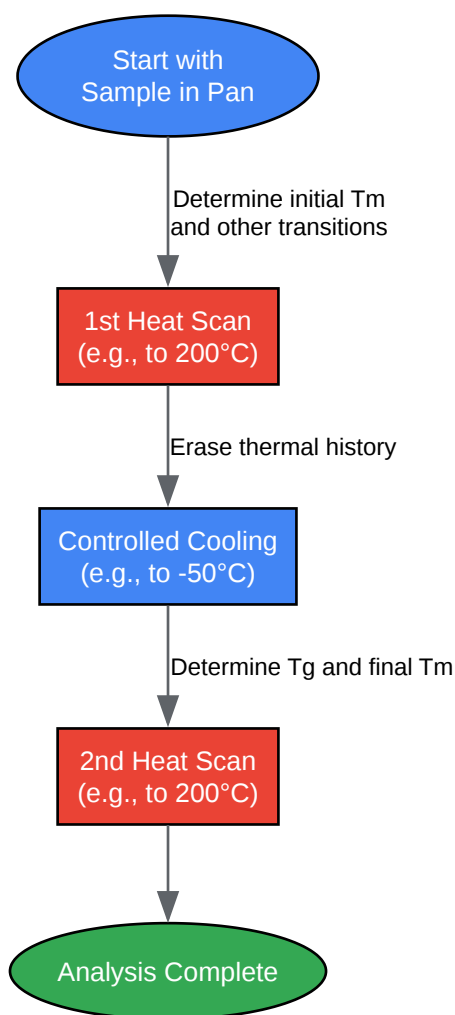 Start with
Sample in Pan
Determine initial Tm
and other transitions
1st Heat Scan
(e.g., to 200°C)
Erase thermal history
Controlled Cooling
(e.g., to -50°C)
Determine Tg and final Tm
2nd Heat Scan
(e.g., to 200°C)
Analysis Complete